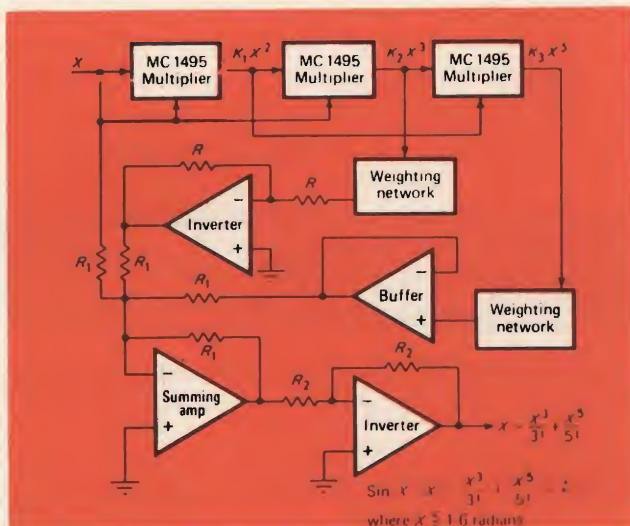 X
MC 1495
Multiplier
K₁X²
MC 1495
Multiplier
K₂X³
MC 1495
Multiplier
K₃X⁵
R
R
Weighting
network
−
Inverter
+
R₁
R₁
R₁
−
Buffer
+
Weighting
network
R₁
−
Summing
amp
+
R₂
R₂
−
Inverter
+
x − x³/3! + x⁵/5!
Sin x x x³/3! x⁵/5!
where X ≤ 1.6 radians